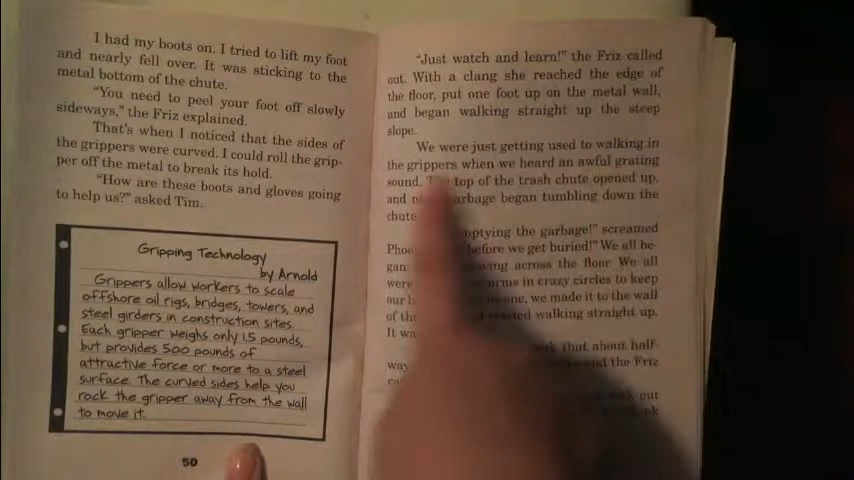 I had my boots on. I tried to lift my foot
and nearly fell over. It was sticking to the
metal bottom of the chute.
"You need to peel your foot off slowly
sideways," the Friz explained.
That's when I noticed that the sides of
the grippers were curved. I could roll the grip-
per off the metal to break its hold.
"How are these boots and gloves going
to help us?" asked Tim.
Gripping Technology
by Arnold
Grippers allow workers to scale
offshore oil rigs, bridges, towers, and
steel girders in construction sites.
Each gripper weighs only 1.5 pounds,
but provides 500 pounds of
attractive force or more to a steel
surface. The curved sides help you
rock the gripper away from the wall
to move it.
50
"Just watch and learn!" the Friz called
out. With a clang she reached the edge of
the floor, put one foot up on the metal wall,
and began walking straight up the steep
slope.
We were just getting used to walking in
the grippers when we heard an awful grating
sound. top of the trash chute opened up,
and began tumbling down the
chute
the garbage!" screamed
before we get buried!" We all be-
gan across the floor. We all
were in crazy circles to keep
our we made it to the wall
of th walking straight up.
It
that about half-
way the Friz